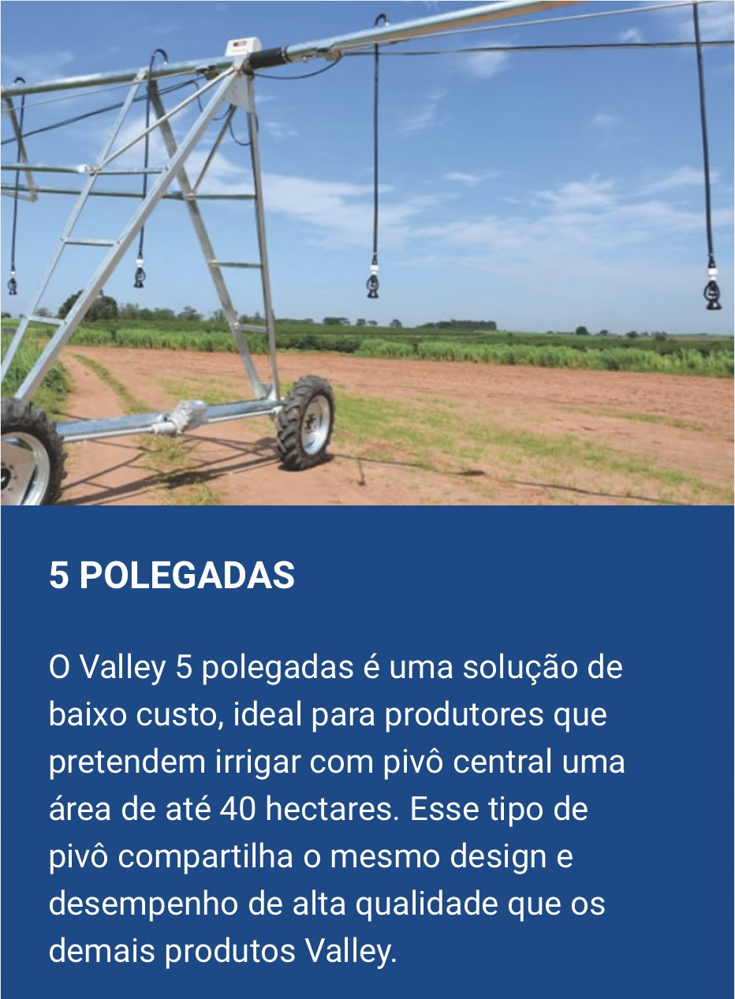 5 POLEGADAS
O Valley 5 polegadas é uma solução de
baixo custo, ideal para produtores que
pretendem irrigar com pivô central uma
área de até 40 hectares. Esse tipo de
pivô compartilha o mesmo design e
desempenho de alta qualidade que os
demais produtos Valley.